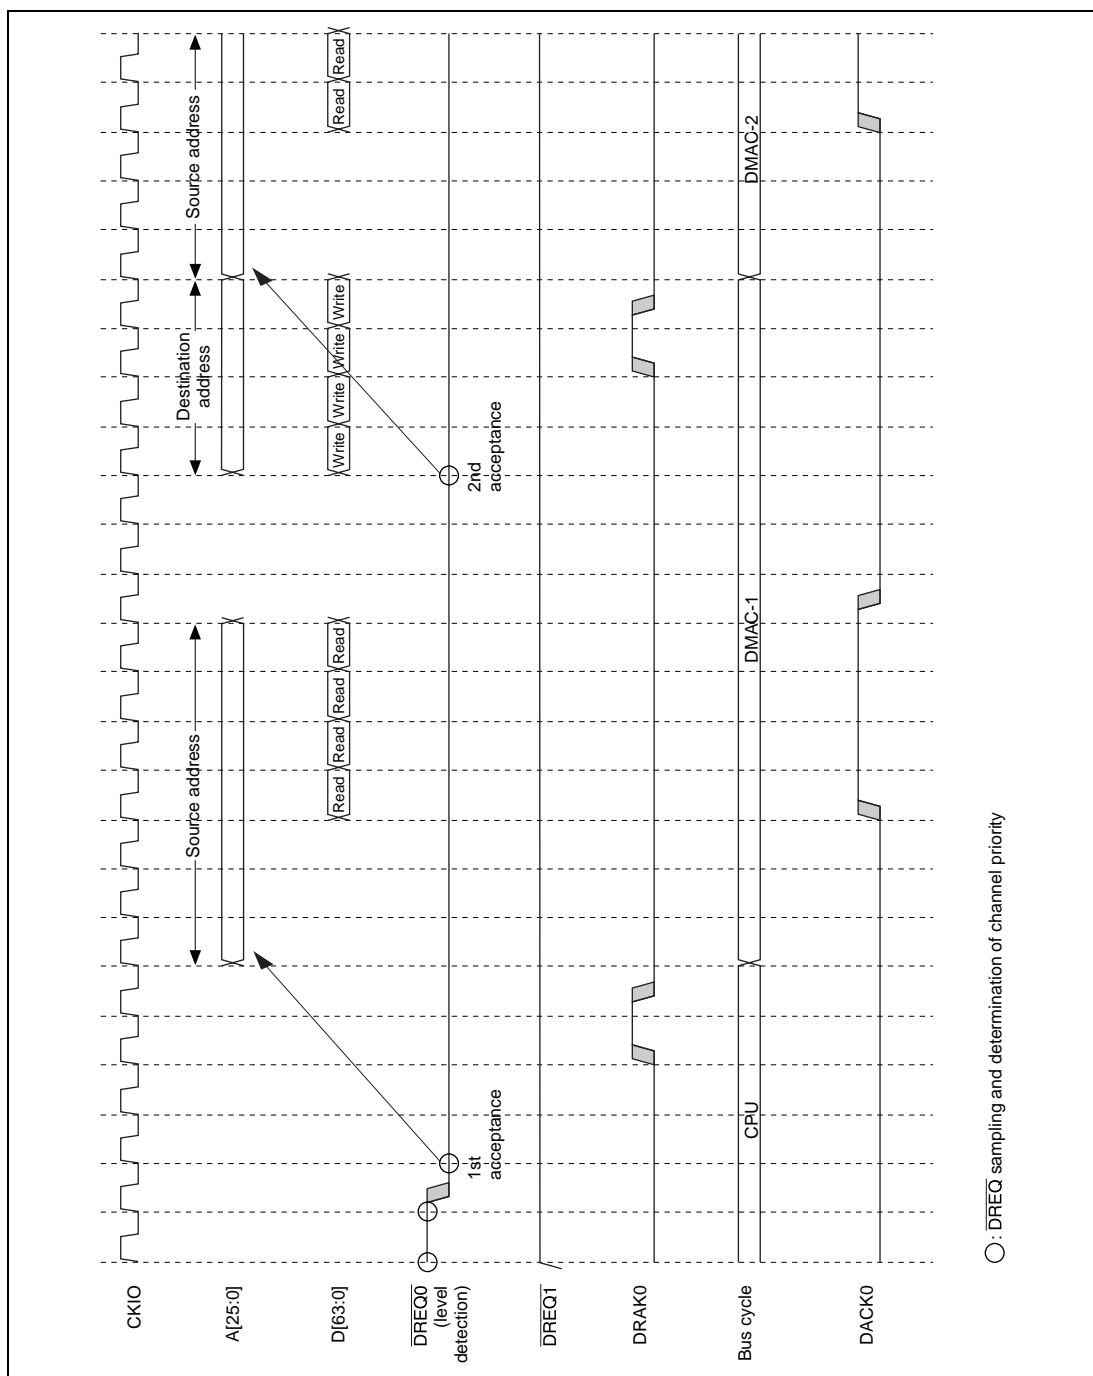 CKIO
Source address
Destination
address
Source address
A[25:0]
D[63:0]
Read
Read
Read
Read
Write
Write
Write
Write
Read
Read
DREQ0
(level
detection)
1st
acceptance
2nd
acceptance
DREQ1
DRAK0
Bus cycle
CPU
DMAC-1
DMAC-2
DACK0
: DREQ sampling and determination of channel priority